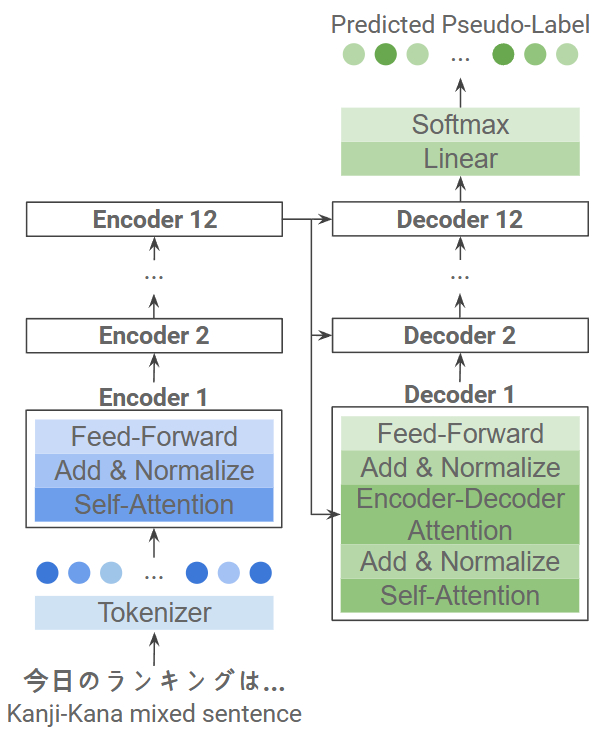 Predicted Pseudo-Label
...
Softmax
Linear
Encoder 12
...
Encoder 2
Encoder 1
Feed-Forward
Add & Normalize
Self-Attention
...
Tokenizer
今日のランキングは...
Kanji-Kana mixed sentence
Decoder 12
...
Decoder 2
Decoder 1
Feed-Forward
Add & Normalize
Encoder-Decoder
Attention
Add & Normalize
Self-Attention